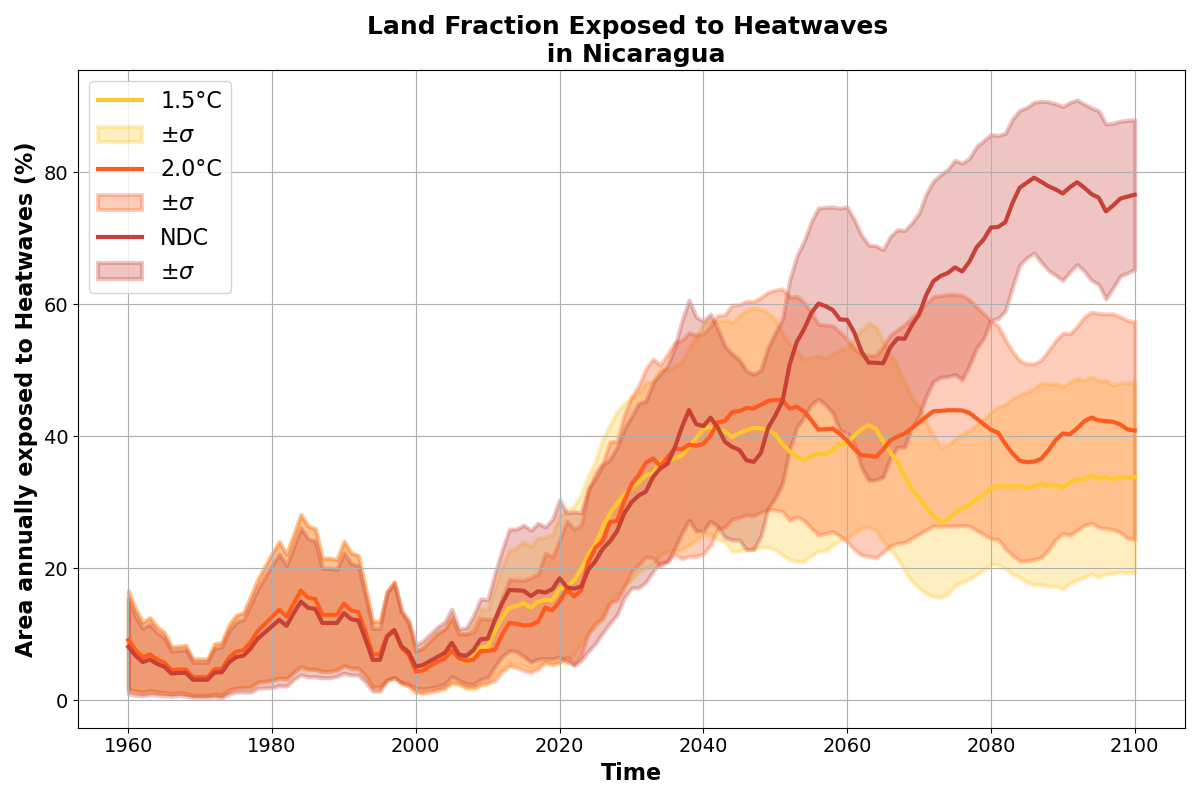 Land Fraction Exposed to Heatwaves
in Nicaragua
1.5°C
±σ
2.0°C
±σ
NDC
±σ
Area annually exposed to Heatwaves (%)
80
60
40
20
0
1960 1980 2000 2020 2040 2060 2080 2100
Time